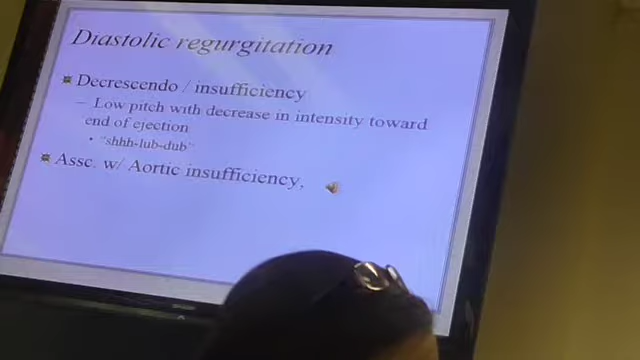 Diastolic regurgitation
Decrescendo / insufficiency
– Low pitch with decrease in intensity toward
end of ejection
• "shhh-lub-dub"
Assc. w/ Aortic insufficiency,